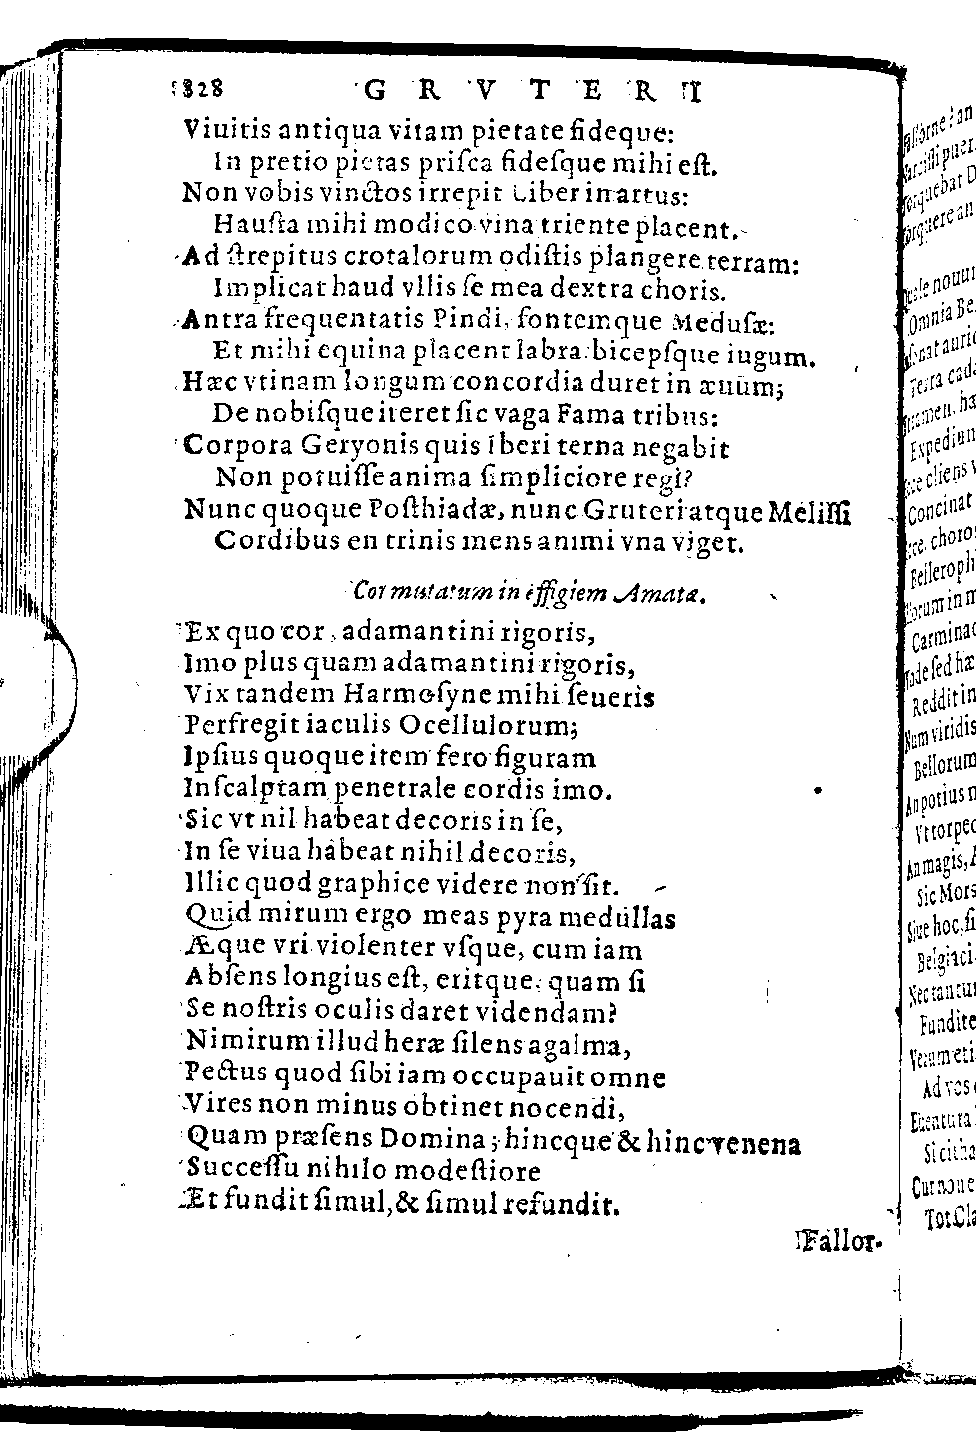 828 GRVTERI
Viuitis antiqua vitam pietate fideque:
In pretio pietas priſca fideſque mihi eſt.
Non vobis vinctos irrepit Liber in artus:
Hauſta mihi modico vina triente placent.
Ad ſtrepitus crotalorum odiſtis plangere terram:
Implicat haud vllis ſe mea dextra choris.
Antra frequentatis Pindi, fontemque Meduſæ:
Et mihi equina placent labra bicepſque iugum.
Hæc vtinam longum concordia duret in æuum;
De nobiſque iteret ſic vaga Fama tribus:
Corpora Geryonis quis Iberi terna negabit
Non potuiſſe anima ſimpliciore regi?
Nunc quoque Poſthiadæ, nunc Gruteri atque Meliſſi
Cordibus en trinis mens animi vna viget.
Cor mutatum in effigiem Amatæ.
Ex quo cor, adamantini rigoris,
Imo plus quam adamantini rigoris,
Vix tandem Harmoſyne mihi ſeueris
Perfregit iaculis Ocellulorum;
Ipſius quoque item fero figuram
Inſcalptam penetrale cordis imo.
Sic vt nil habeat decoris in ſe,
In ſe viua habeat nihil decoris,
Illic quod graphice videre non ſit.
Quid mirum ergo meas pyra medullas
Æque vri violenter vſque, cum iam
Abſens longius eſt, eritque, quam ſi
Se noſtris oculis daret videndam?
Nimirum illud heræ ſilens agalma,
Pectus quod ſibi iam occupauit omne
Vires non minus obtinet nocendi,
Quam præſens Domina; hincque & hinc venena
Succeſſu nihilo modeſtiore
Et fundit ſimul, & ſimul refundit.
Fallor-